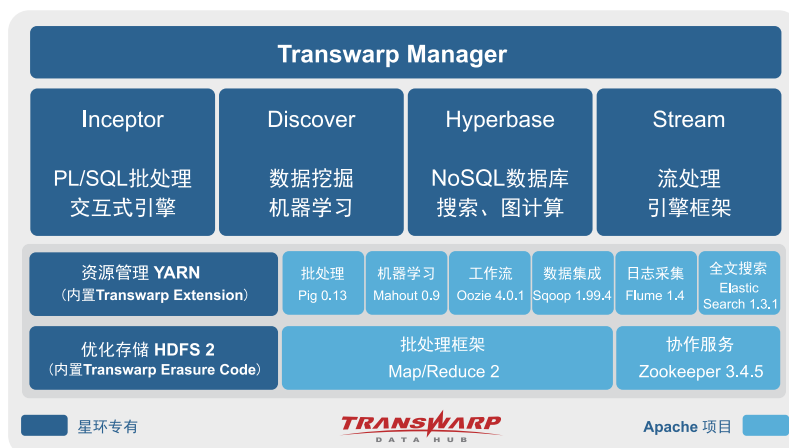 Transwarp Manager
Inceptor
PL/SQL批处理
交互式引擎
Discover
数据挖掘
机器学习
Hyperbase
NoSQL数据库
搜索、图计算
Stream
流处理
引擎框架
资源管理 YARN
(内置Transwarp Extension)
批处理
Pig 0.13
机器学习
Mahout 0.9
工作流
Oozie 4.0.1
数据集成
Sqoop 1.99.4
日志采集
Flume 1.4
全文搜索
Elastic
Search 1.3.1
优化存储 HDFS 2
(内置Transwarp Erasure Code)
批处理框架
Map/Reduce 2
协作服务
Zookeeper 3.4.5
星环专有
TRANSWARP
DATA HUB
Apache 项目